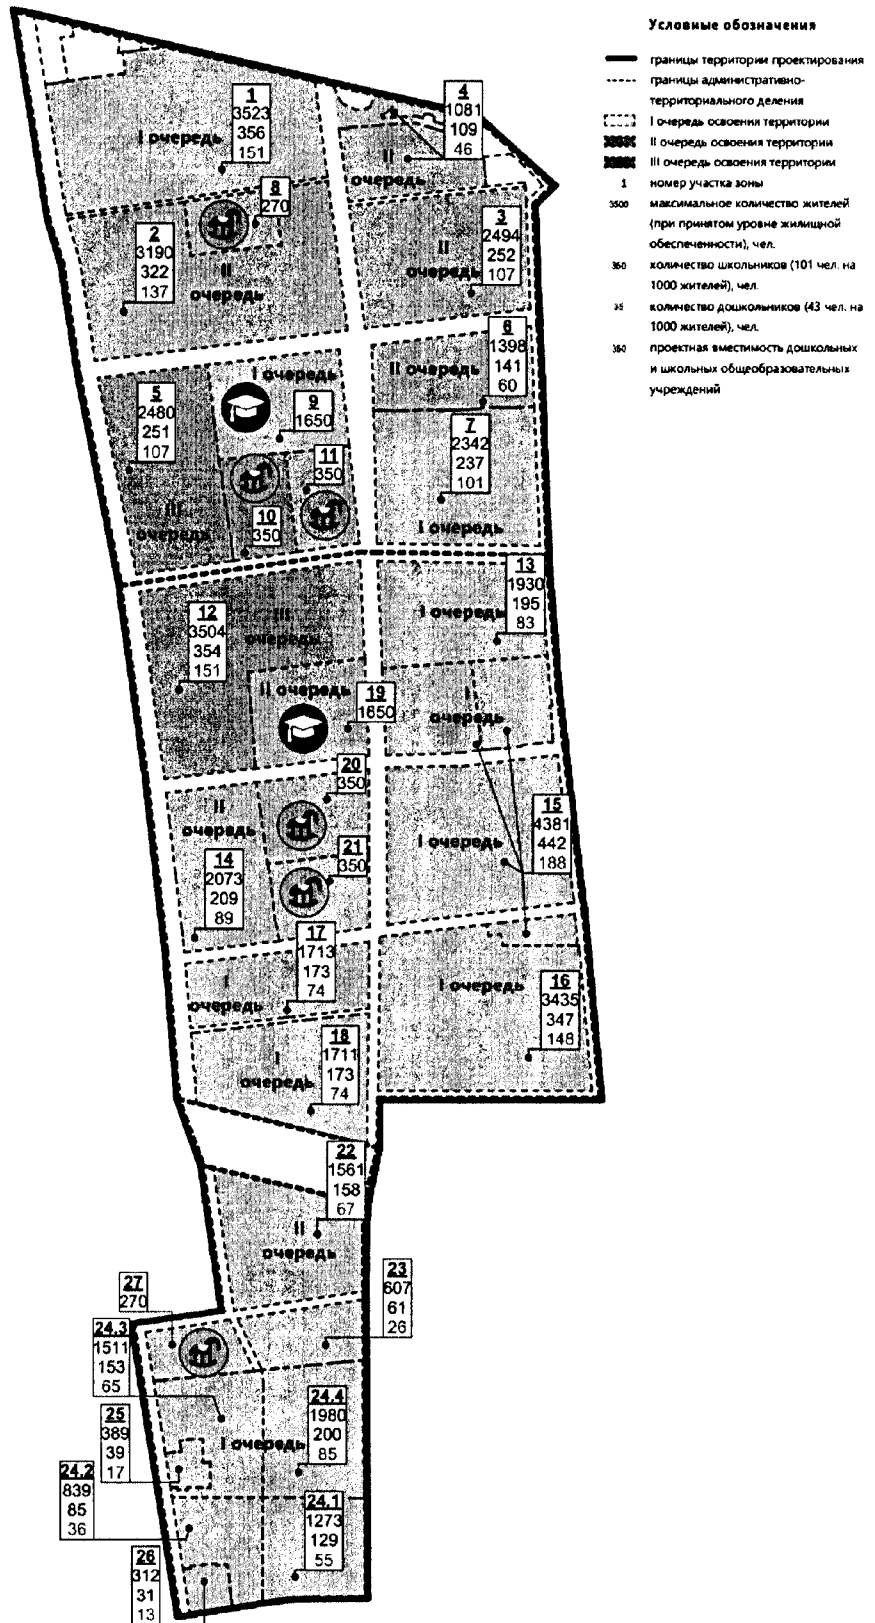 Условные обозначения
границы территории проектирования
границы административно-
территориального деления
I очередь освоения территории
II очередь освоения территории
III очередь освоения территории
1 номер участка зоны
3500 максимальное количество жителей
(при принятом уровне жилищной
обеспеченности), чел.
360 количество школьников (101 чел. на
1000 жителей), чел.
35 количество дошкольников (43 чел. на
1000 жителей), чел.
360 проектная вместимость дошкольных
и школьных общеобразовательных
учреждений
1
3523
356
151
I очередь
4
1081
109
46
II
очередь
8
270
2
3190
322
137
II
очередь
3
2494
252
107
II
очередь
6
1398
141
60
II очередь
I очередь
9
1650
5
2480
251
107
III
очередь
7
2342
237
101
I очередь
11
350
10
350
13
1930
195
83
I очередь
12
3504
354
151
III
очередь
II очередь
19
1650
I
очередь
20
350
II
очередь
14
2073
209
89
21
350
15
4381
442
188
I очередь
17
1713
173
74
I
очередь
16
3435
347
148
I очередь
18
1711
173
74
I
очередь
22
1561
158
67
II
очередь
23
607
61
26
27
270
24.3
1511
153
65
24.4
1980
200
85
I очередь
25
389
39
17
24.2
839
85
36
24.1
1273
129
55
26
312
31
13